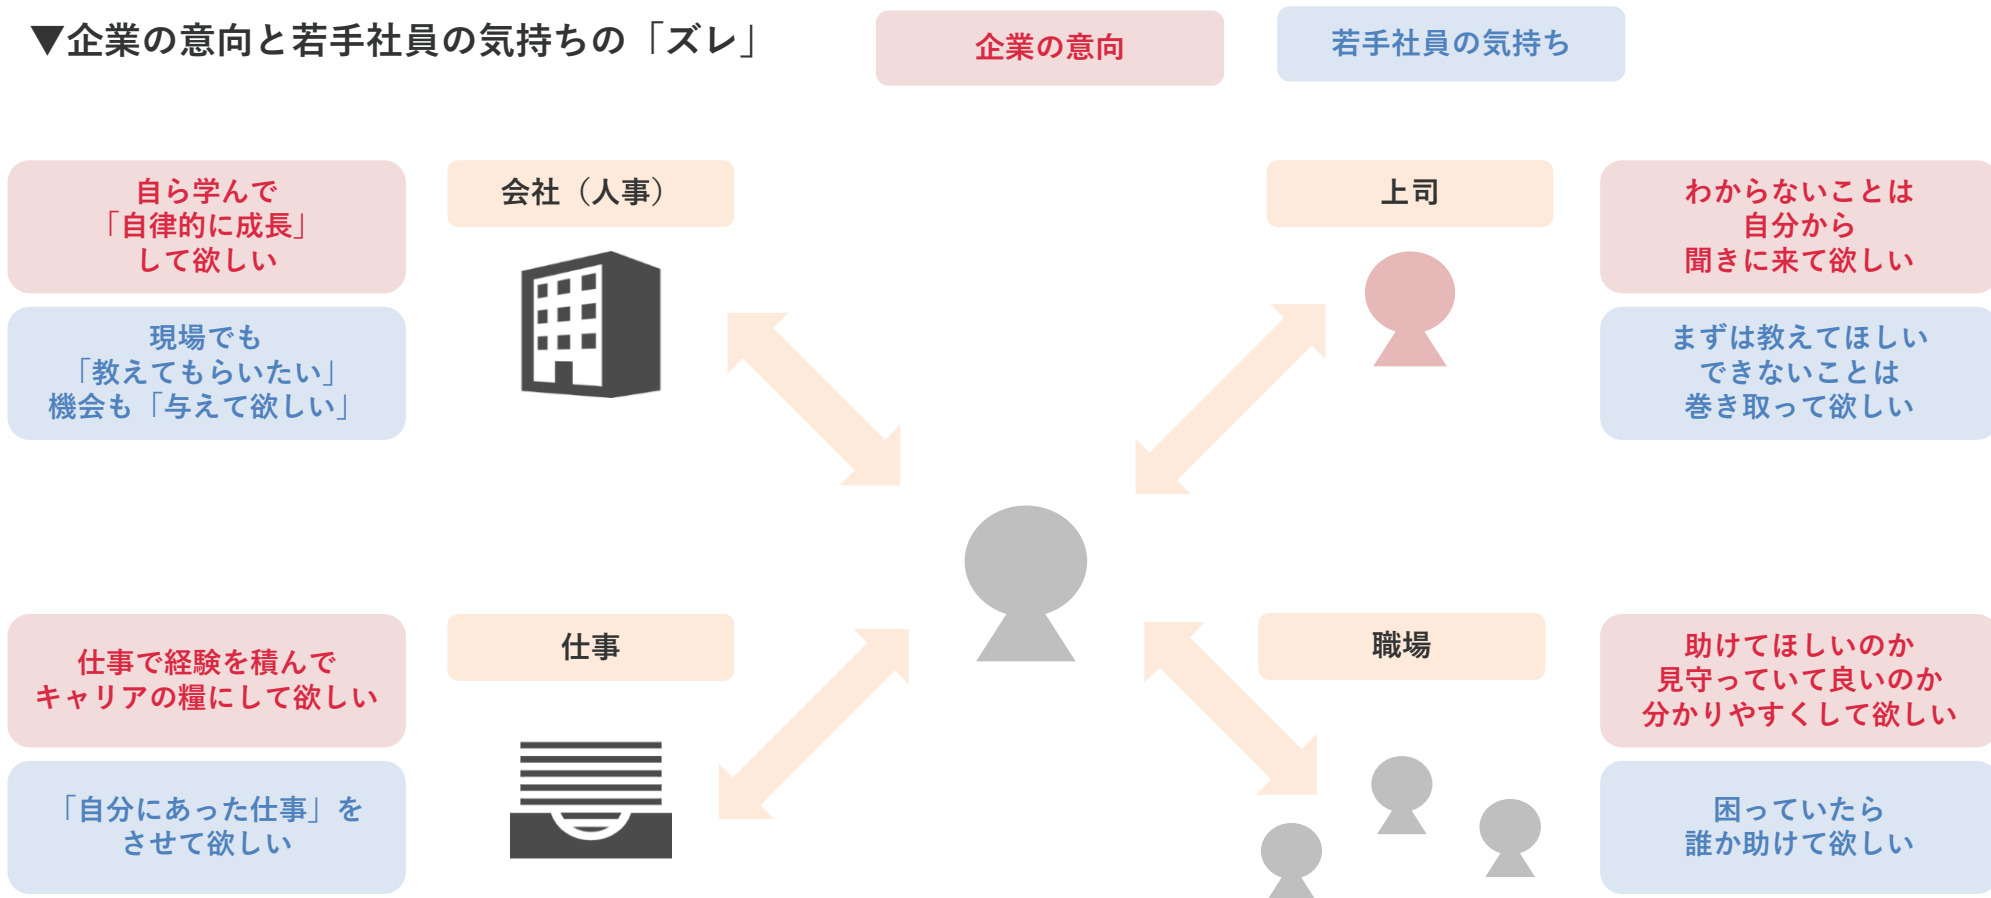 ▼企業の意向と若手社員の気持ちの「ズレ」
企業の意向
若手社員の気持ち
自ら学んで
「自律的に成長」
して欲しい
現場でも
「教えてもらいたい」
機会も「与えて欲しい」
会社（人事）
上司
わからないことは
自分から
聞きに来て欲しい
まずは教えてほしい
できないことは
巻き取って欲しい
仕事で経験を積んで
キャリアの糧にして欲しい
「自分にあった仕事」を
させて欲しい
仕事
職場
助けてほしいのか
見守っていて良いのか
分かりやすくして欲しい
困っていたら
誰か助けて欲しい